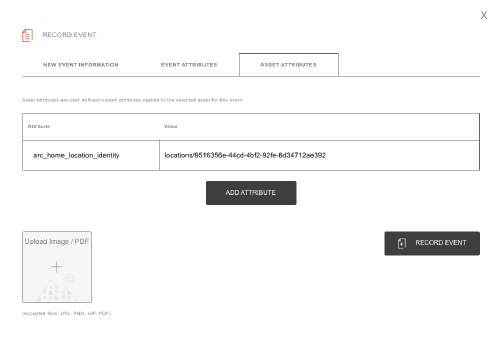 X
RECORD EVENT
NEW EVENT INFORMATION EVENT ATTRIBUTES ASSET ATTRIBUTES
Asset attributes are user defined custom attributes applied to the selected asset for this event
Attribute Value
arc_home_location_identity locations/9516356e-44cd-4bf2-92fe-8d34712ae392
ADD ATTRIBUTE
Upload Image / PDF
RECORD EVENT
(Accepted files: JPG, PNG, GIF, PDF)